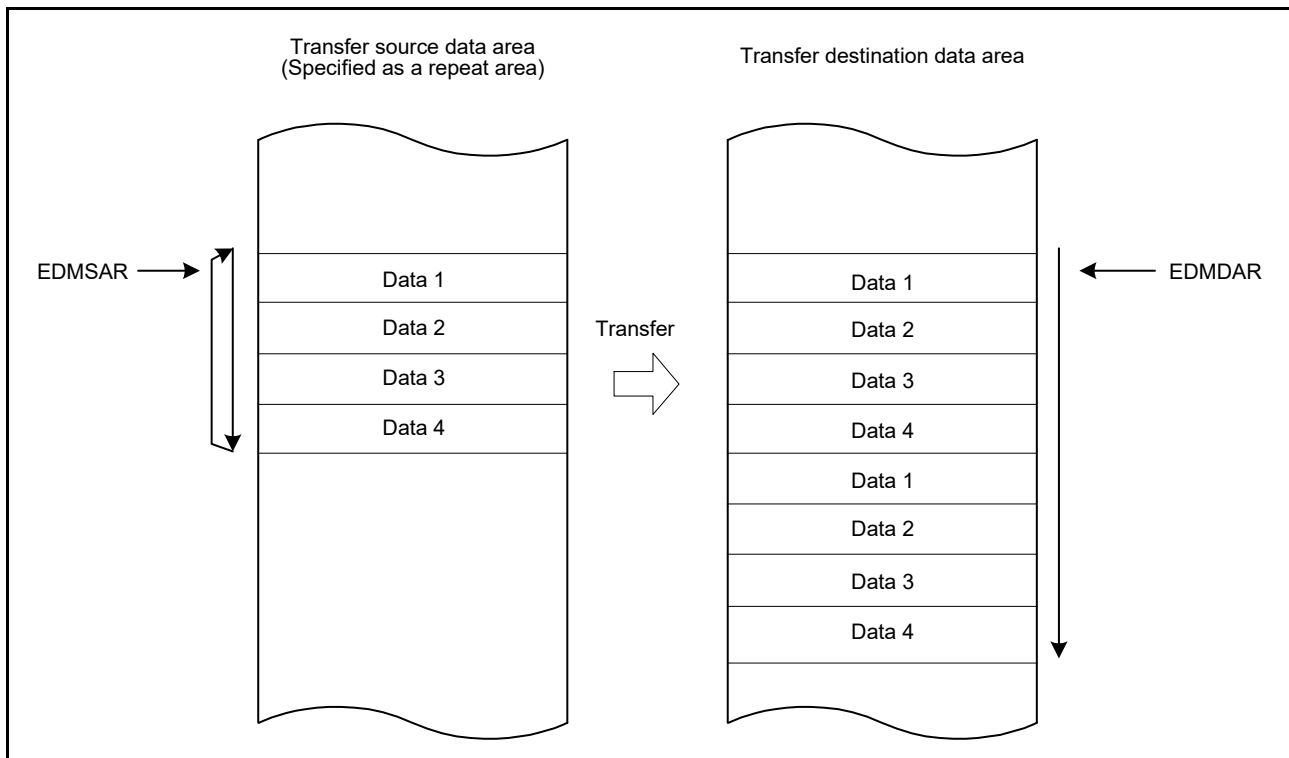 Transfer source data area
(Specified as a repeat area)
Transfer destination data area
EDMSAR
Data 1
Data 2
Data 3
Data 4
Transfer
Data 1
Data 2
Data 3
Data 4
Data 1
Data 2
Data 3
Data 4
EDMDAR